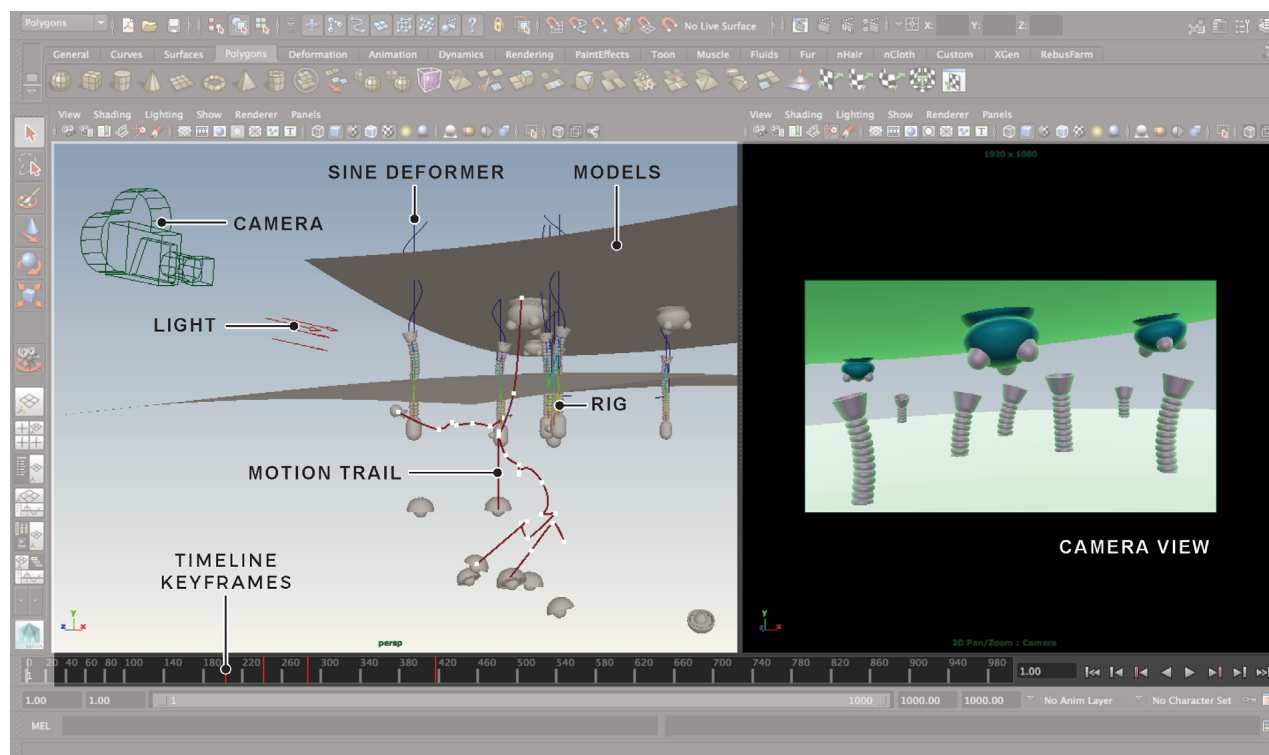 Polygons No Live Surface X: Y: Z:
General Curves Surfaces Polygons Deformation Animation Dynamics Rendering PaintEffects Toon Muscle Fluids Fur nHair nCloth Custom XGen RebusFarm
View Shading Lighting Show Renderer Panels
View Shading Lighting Show Renderer Panels
1920 x 1080
SINE DEFORMER
MODELS
CAMERA
LIGHT
RIG
MOTION TRAIL
CAMERA VIEW
TIMELINE
KEYFRAMES
y
z x
persp
y
z x
2D Pan/Zoom : Camera
0 20 40 60 80 100 140 180 220 260 300 340 380 420 460 500 540 580 620 660 700 740 780 820 860 900 940 980
1
1.00
1.00 1.00 1 1000 1000.00 1000.00 No Anim Layer No Character Set
MEL